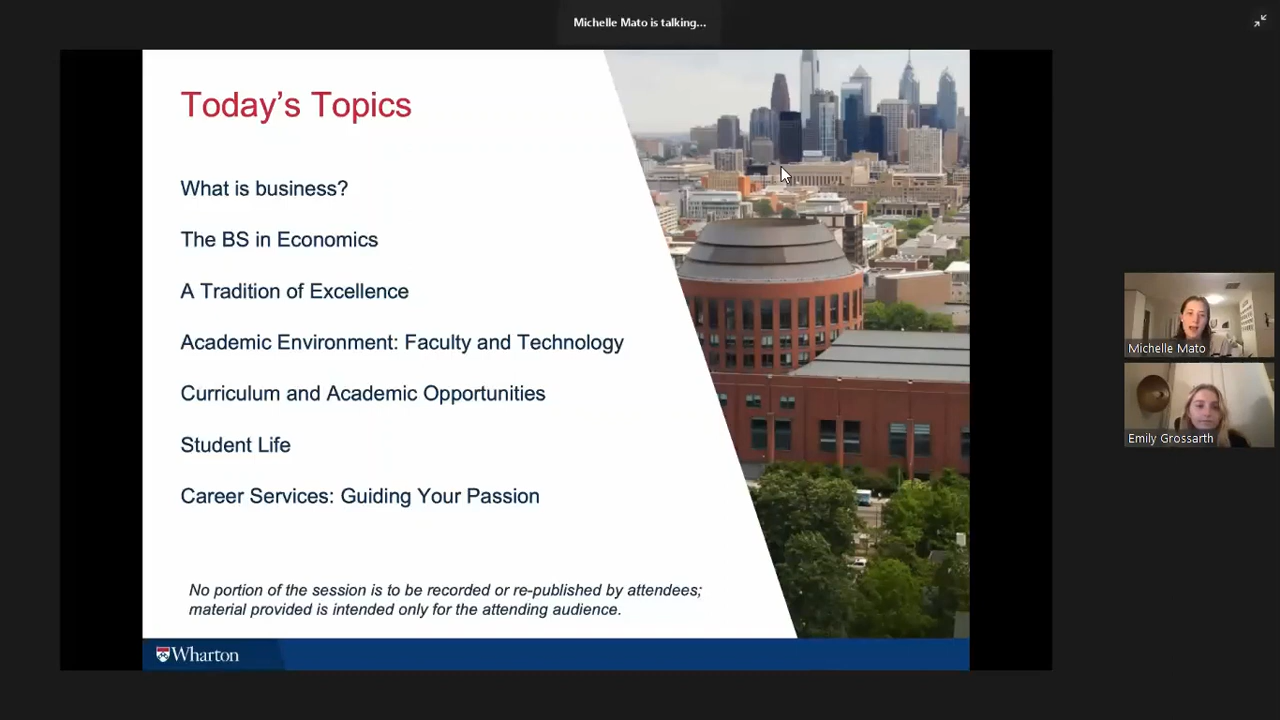 Michelle Mato is talking...
Today's Topics
What is business?
The BS in Economics
A Tradition of Excellence
Academic Environment: Faculty and Technology
Curriculum and Academic Opportunities
Student Life
Career Services: Guiding Your Passion
No portion of the session is to be recorded or re-published by attendees;
material provided is intended only for the attending audience.
Wharton
Michelle Mato
Emily Grossarth